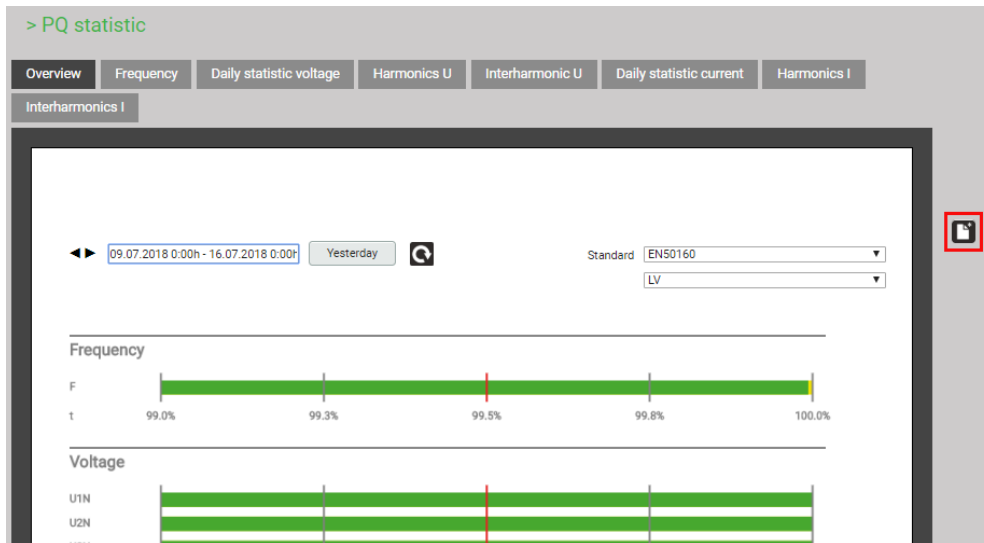 > PQ statistic
Overview Frequency Daily statistic voltage Harmonics U Interharmonic U Daily statistic current Harmonics I
Interharmonics I
09.07.2018 0:00h - 16.07.2018 0:00h Yesterday Standard EN50160
LV
Frequency
F
t 99.0% 99.3% 99.5% 99.8% 100.0%
Voltage
U1N
U2N